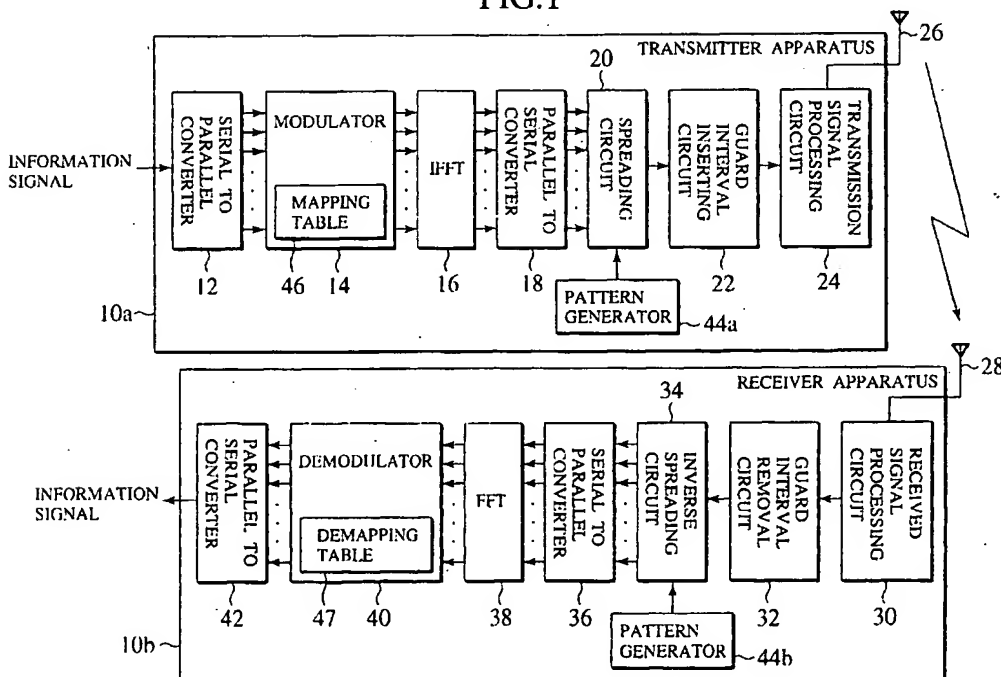 FIG.1
TRANSMITTER APPARATUS
26
20
INFORMATION
SIGNAL
SERIAL TO
PARALLEL
CONVERTER
MODULATOR
MAPPING
TABLE
IFFT
PARALLEL TO
SERIAL
CONVERTER
SPREADING
CIRCUIT
GUARD
INTERVAL
INSERTING
CIRCUIT
TRANSMISSION
SIGNAL
PROCESSING
CIRCUIT
12
46
14
16
18
22
24
PATTERN
GENERATOR
44a
10a
RECEIVER APPARATUS
28
34
INFORMATION
SIGNAL
PARALLEL TO
SERIAL
CONVERTER
DEMODULATOR
DEMAPPING
TABLE
FFT
SERIAL TO
PARALLEL
CONVERTER
INVERSE
SPREADING
CIRCUIT
GUARD
INTERVAL
REMOVAL
CIRCUIT
RECEIVED
SIGNAL
PROCESSING
CIRCUIT
42
47
40
38
36
32
30
PATTERN
GENERATOR
44b
10b